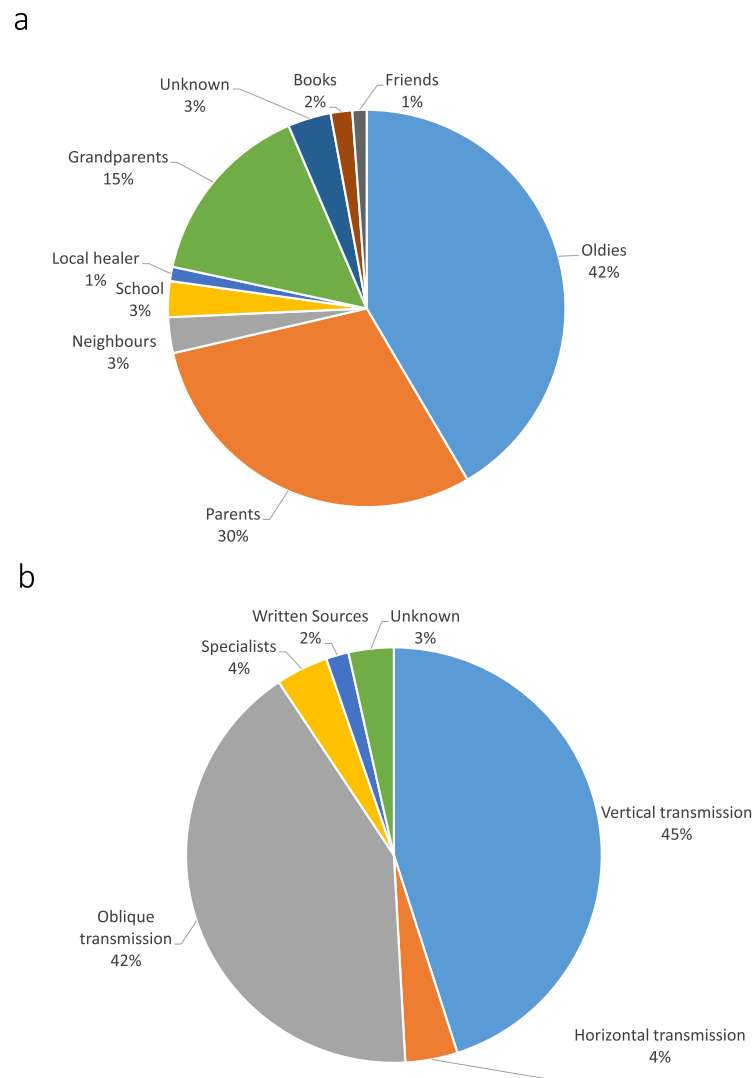 a
Unknown
3%
Books
2%
Friends
1%
Grandparents
15%
Oldies
42%
Local healer
1%
School
3%
Neighbours
3%
Parents
30%
b
Written Sources
2%
Unknown
3%
Specialists
4%
Vertical transmission
45%
Oblique
transmission
42%
Horizontal transmission
4%